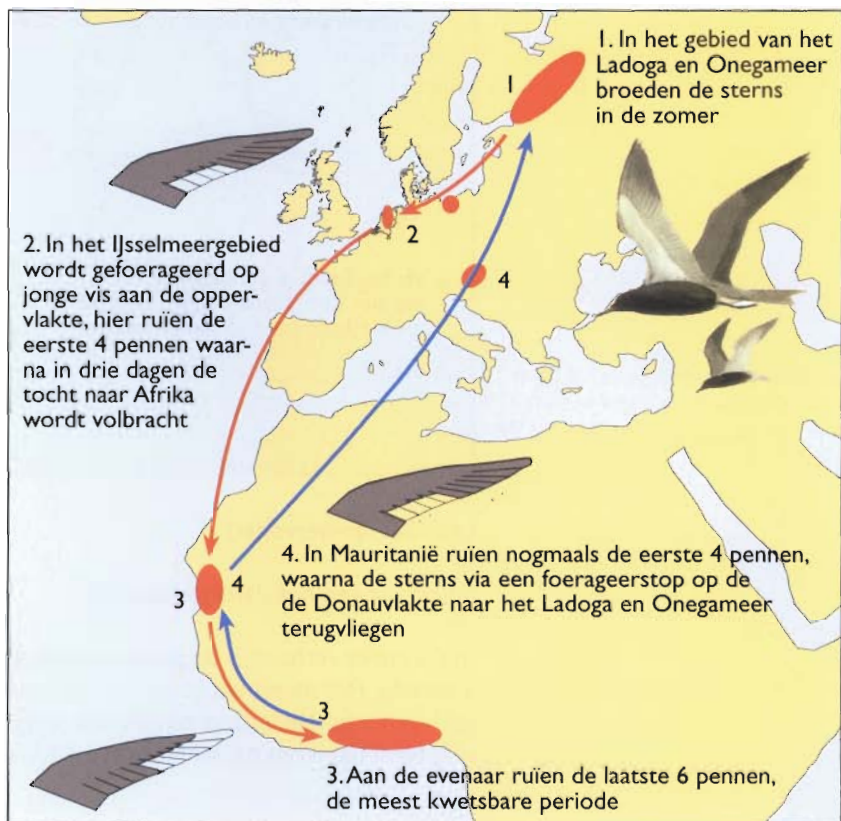 1. In het gebied van het
Ladoga en Onegameer
broeden de sterns
in de zomer
1
2. In het IJsselmeergebied
wordt gefoerageerd op
jonge vis aan de opper-
vlakte, hier ruïen de
eerste 4 pennen waar-
na in drie dagen de
tocht naar Afrika
wordt volbracht
2
4
4. In Mauritanië ruïen nogmaals de eerste 4 pennen,
waarna de sterns via een foerageerstop op de
de Donauvlakte naar het Ladoga en Onegameer
terugvliegen
3
4
3
3. Aan de evenaar ruïen de laatste 6 pennen,
de meest kwetsbare periode